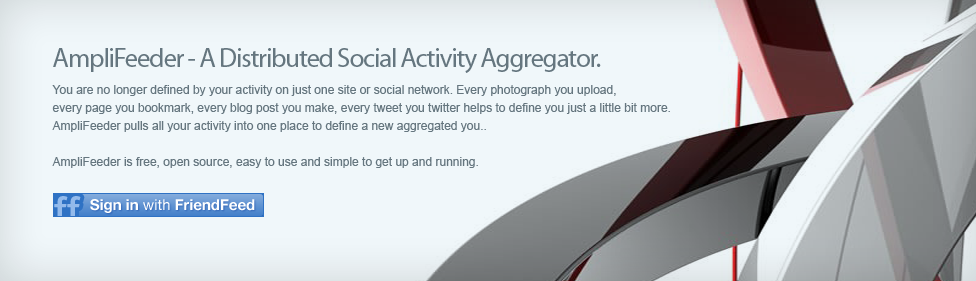 AmpliFeeder - A Distributed Social Activity Aggregator.
You are no longer defined by your activity on just one site or social network. Every photograph you upload,
every page you bookmark, every blog post you make, every tweet you twitter helps to define you just a little bit more.
AmpliFeeder pulls all your activity into one place to define a new aggregated you..
AmpliFeeder is free, open source, easy to use and simple to get up and running.
ff Sign in with FriendFeed